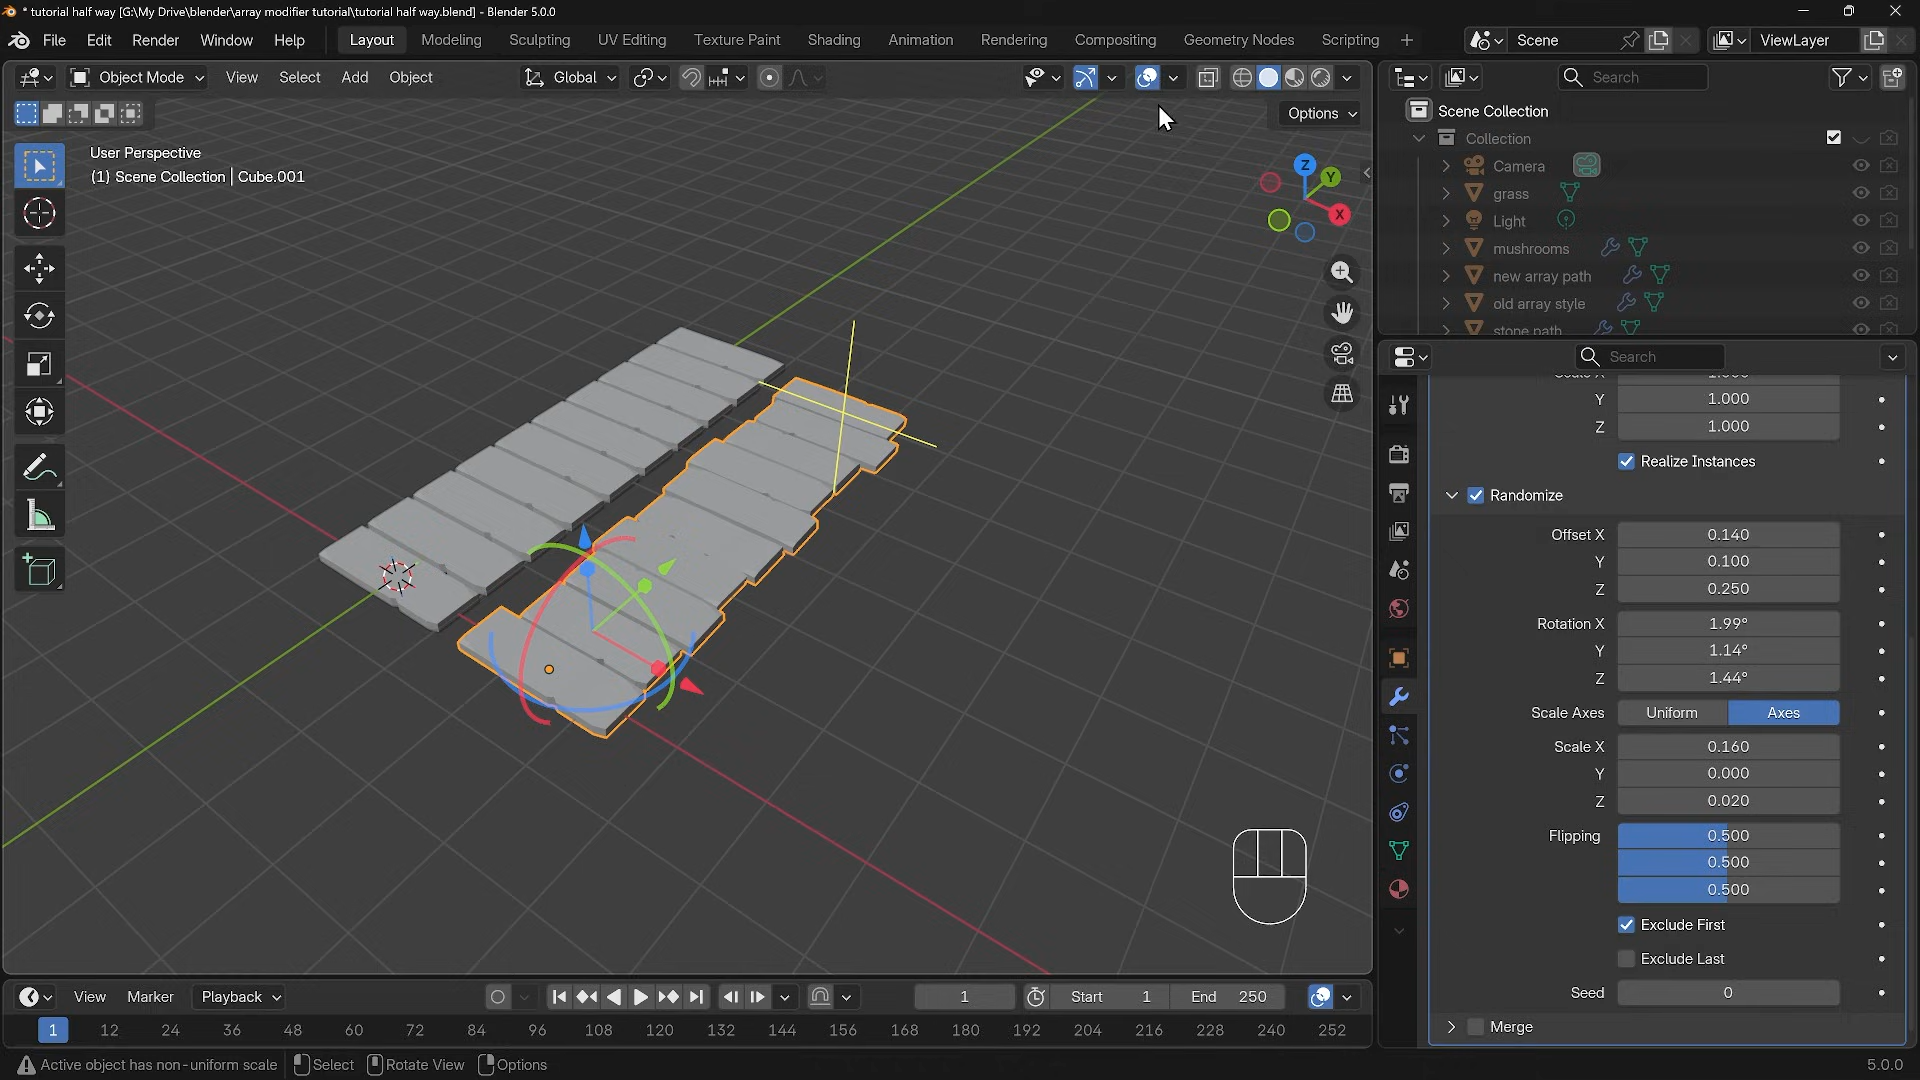 * tutorial half way [G:\My Drive\blender\array modifier tutorial\tutorial half way.blend] - Blender 5.0.0
File Edit Render Window Help
Layout Modeling Sculpting UV Editing Texture Paint Shading Animation Rendering Compositing Geometry Nodes Scripting +
Scene
ViewLayer
Object Mode View Select Add Object
Global
Search
Options
User Perspective
(1) Scene Collection | Cube.001
Z
Y
X
Scene Collection
Collection
Camera
grass
Light
mushrooms
new array path
old array style
stone path
Search
Scale X 1.000
Y 1.000
Z 1.000
Realize Instances
Randomize
Offset X 0.140
Y 0.100
Z 0.250
Rotation X 1.99°
Y 1.14°
Z 1.44°
Scale Axes Uniform Axes
Scale X 0.160
Y 0.000
Z 0.020
Flipping 0.500
0.500
0.500
Exclude First
Exclude Last
Seed 0
Merge
View Marker Playback
1
Start 1 End 250
1 12 24 36 48 60 72 84 96 108 120 132 144 156 168 180 192 204 216 228 240 252
Active object has non-uniform scale Select Rotate View Options
5.0.0